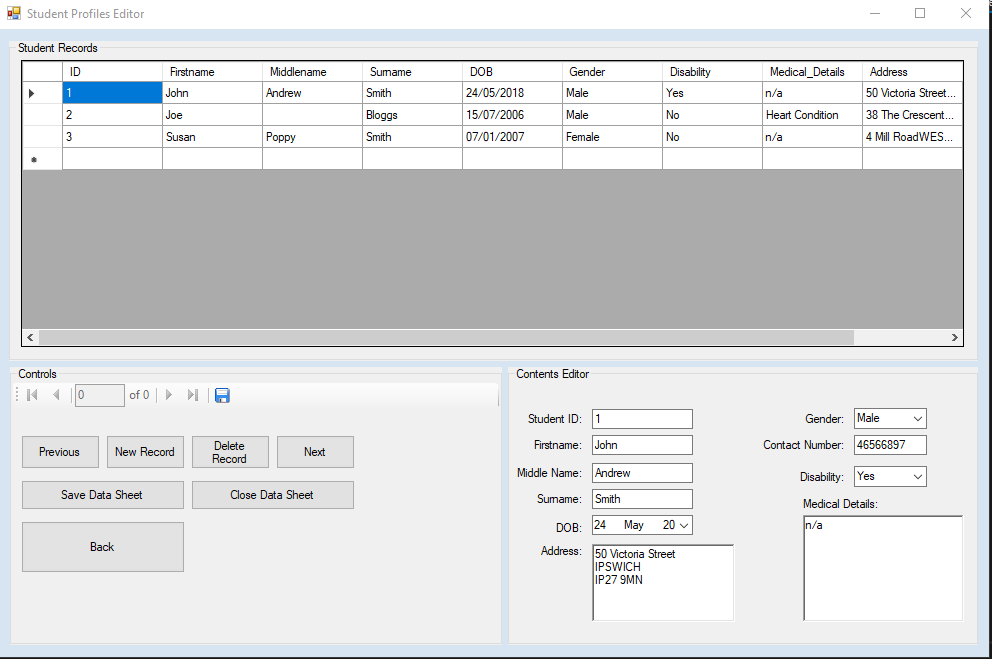 Student Profiles Editor
Student Records
ID Firstname Middlename Surname DOB Gender Disability Medical_Details Address
1 John Andrew Smith 24/05/2018 Male Yes n/a 50 Victoria Street...
2 Joe Bloggs 15/07/2006 Male No Heart Condition 38 The Crescent...
3 Susan Poppy Smith 07/01/2007 Female No n/a 4 Mill RoadWES...
Controls
0 of 0
Previous New Record Delete Record Next
Save Data Sheet Close Data Sheet
Back
Contents Editor
Student ID: 1
Firstname: John
Middle Name: Andrew
Surname: Smith
DOB: 24 May 20
Address: 50 Victoria Street
IPSWICH
IP27 9MN
Gender: Male
Contact Number: 46566897
Disability: Yes
Medical Details:
n/a